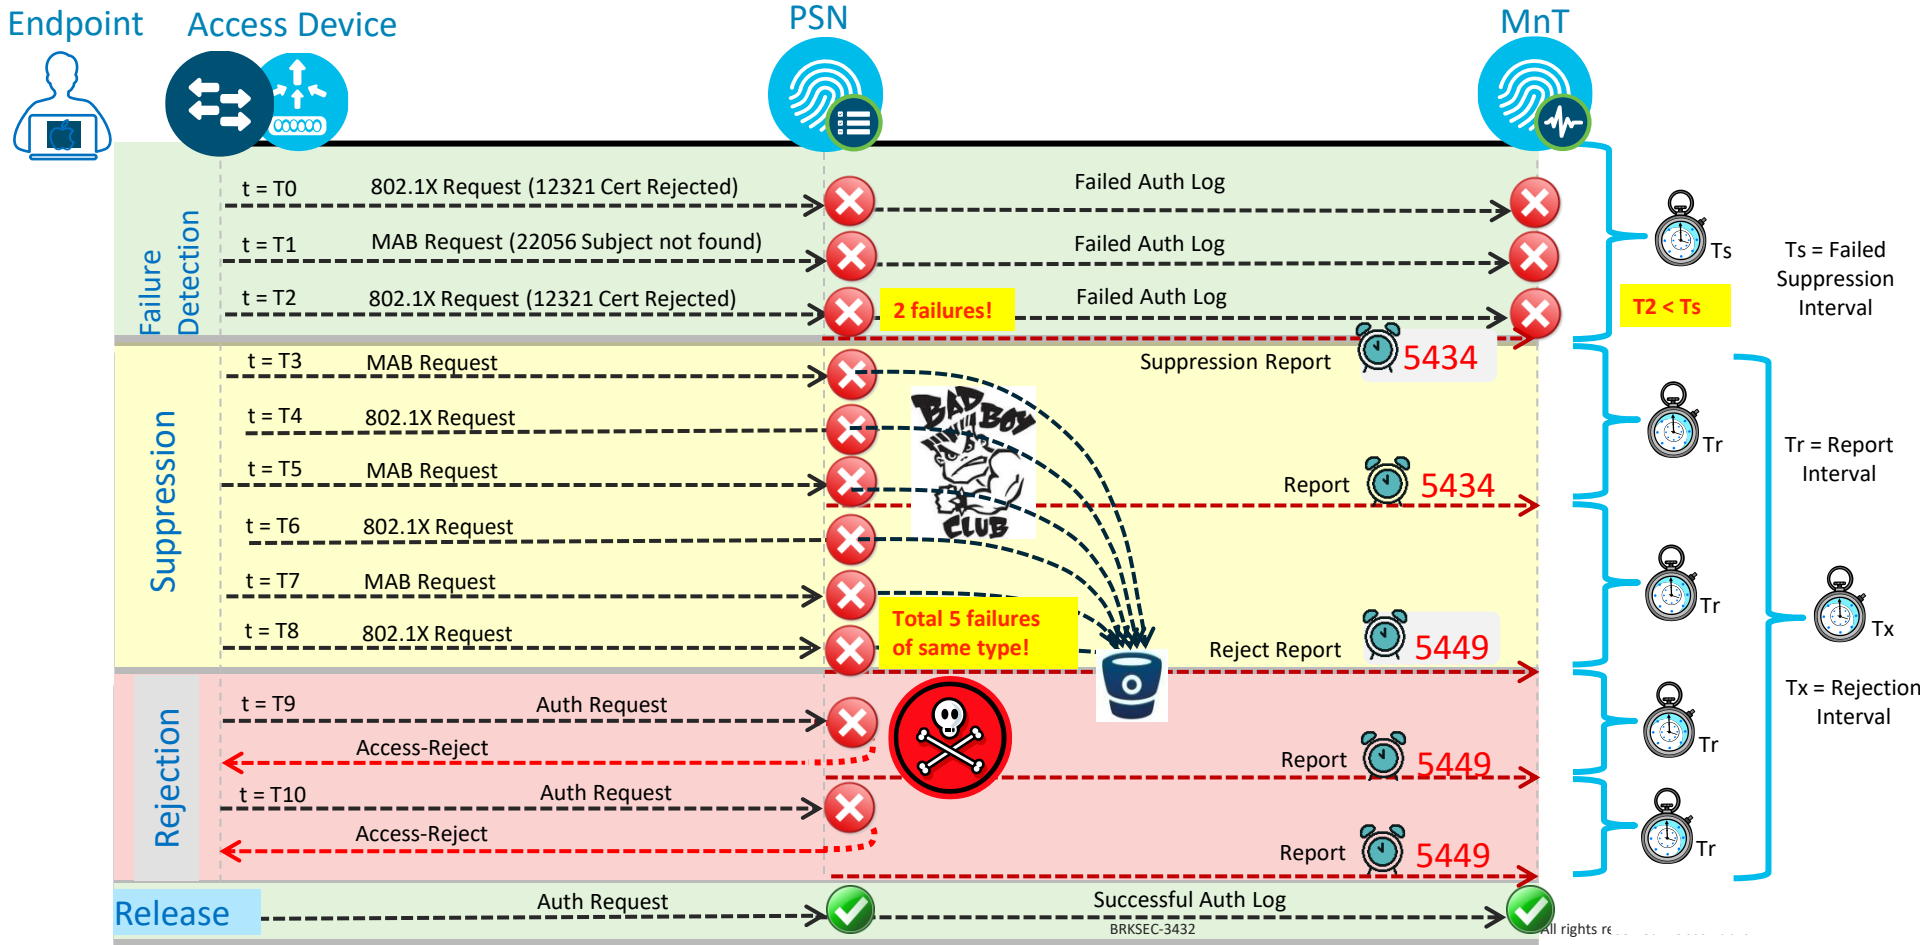 Endpoint
Access Device
PSN
MnT
Failure
Detection
t = T0
802.1X Request (12321 Cert Rejected)
Failed Auth Log
t = T1
MAB Request (22056 Subject not found)
Failed Auth Log
t = T2
802.1X Request (12321 Cert Rejected)
2 failures!
Failed Auth Log
Ts
T2 < Ts
Ts = Failed
Suppression
Interval
Suppression
t = T3
MAB Request
Suppression Report
5434
t = T4
802.1X Request
BAD BOY
CLUB
Tr
Tr = Report
Interval
t = T5
MAB Request
Report
5434
t = T6
802.1X Request
t = T7
MAB Request
Tr
Total 5 failures
of same type!
t = T8
802.1X Request
Reject Report
5449
Tx
Tx = Rejection
Interval
Rejection
t = T9
Auth Request
Access-Reject
Report
5449
Tr
t = T10
Auth Request
Access-Reject
Report
5449
Tr
Release
Auth Request
Successful Auth Log
BRKSEC-3432
All rights